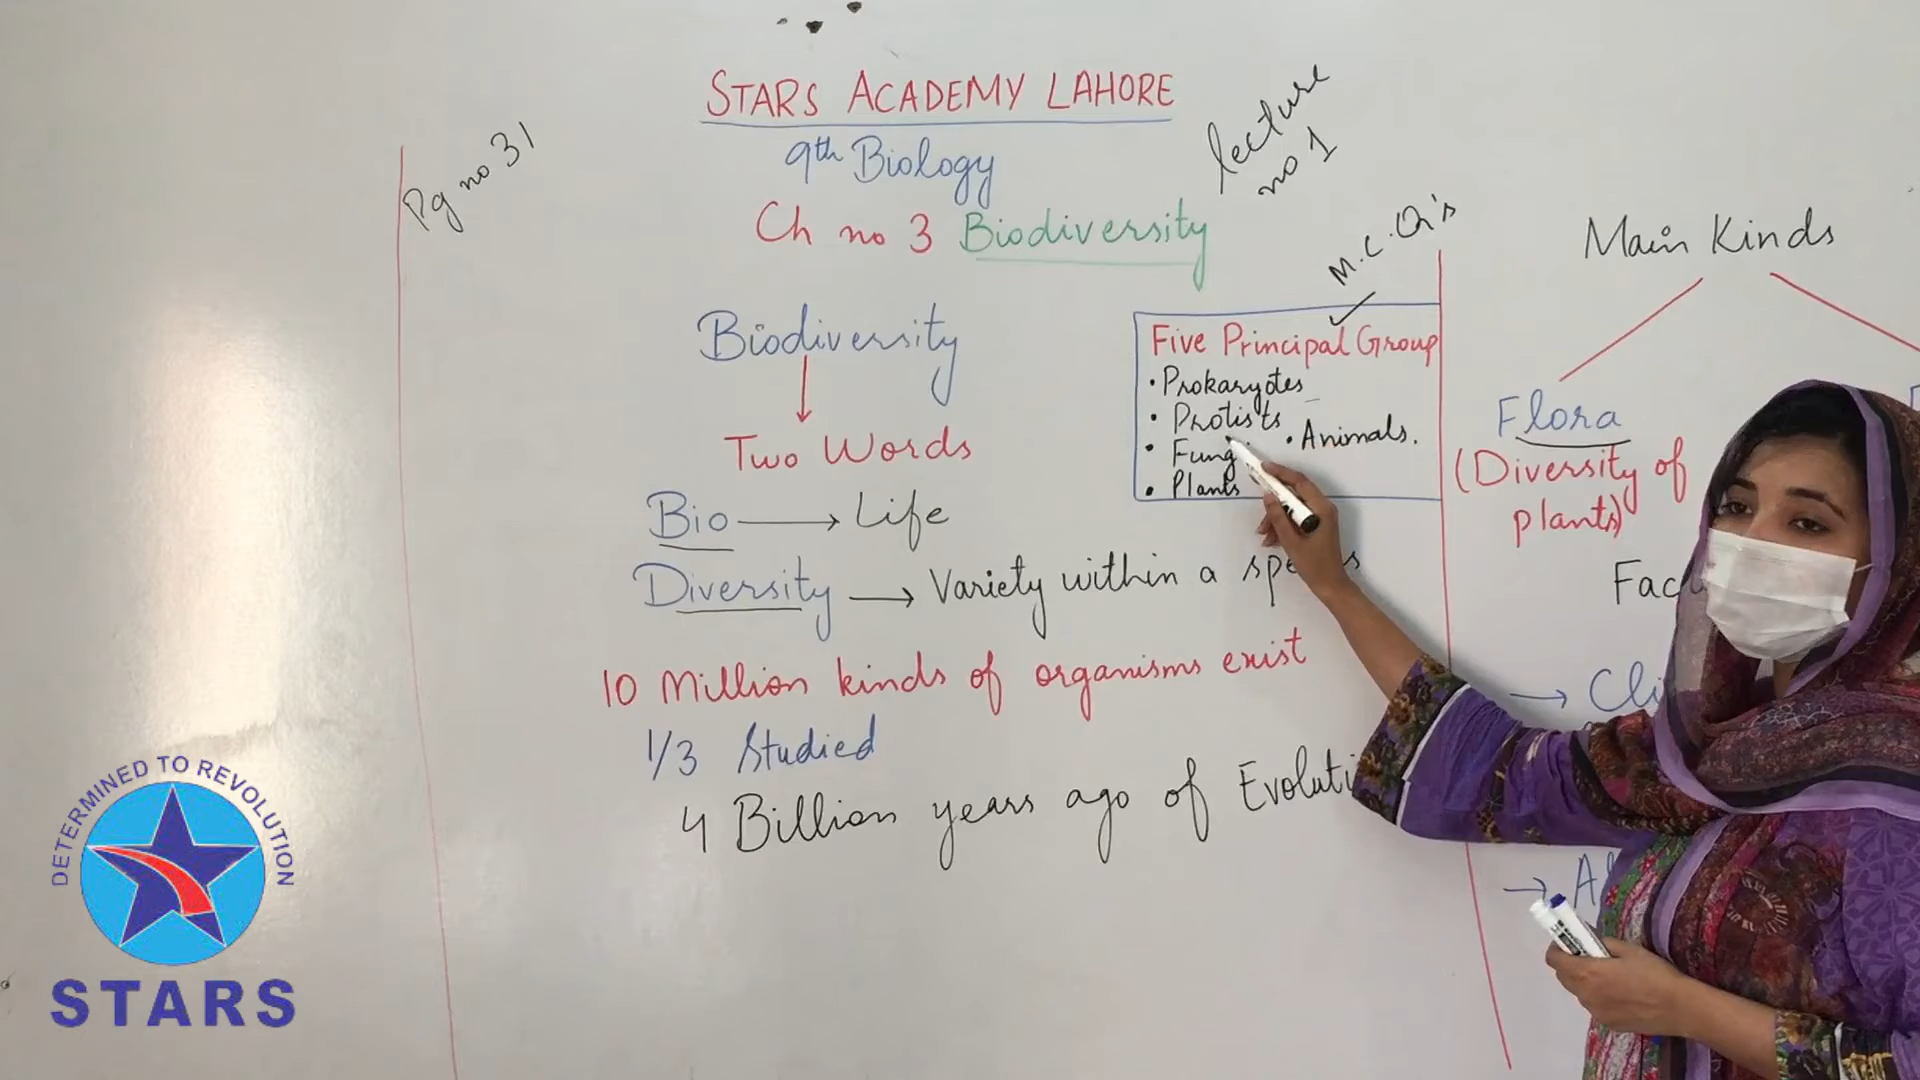 STARS ACADEMY LAHORE
9th Biology
Ch no 3 Biodiversity
Pg no 31
lecture
no 1
M.C.Q's
Biodiversity
Two Words
Bio → Life
Diversity → Variety within a
10 Million kinds of organisms exist
1/3 Studied
4 Billion years ago of
Five Principal Group
• Prokaryotes
• Protists
• Animals.
• Plants
Main Kinds
Flora
(Diversity of
plants)
DETERMINED TO REVOLUTION
STARS